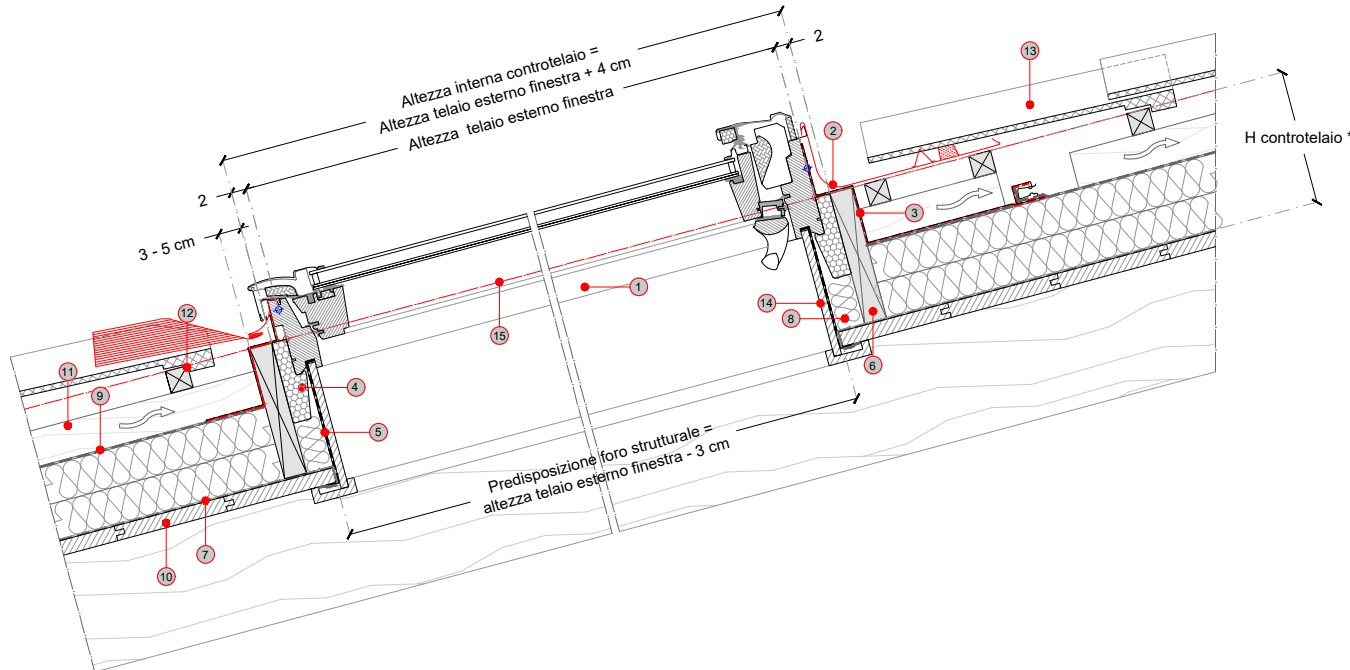 Altezza interna controtelaio =
Altezza telaio esterno finestra + 4 cm
Altezza telaio esterno finestra
2
13
2
H controtelaio *
2
3 - 5 cm
3
1
15
14
8
6
12
11
9
4
5
Predisposizione foro strutturale =
altezza telaio esterno finestra - 3 cm
7
10